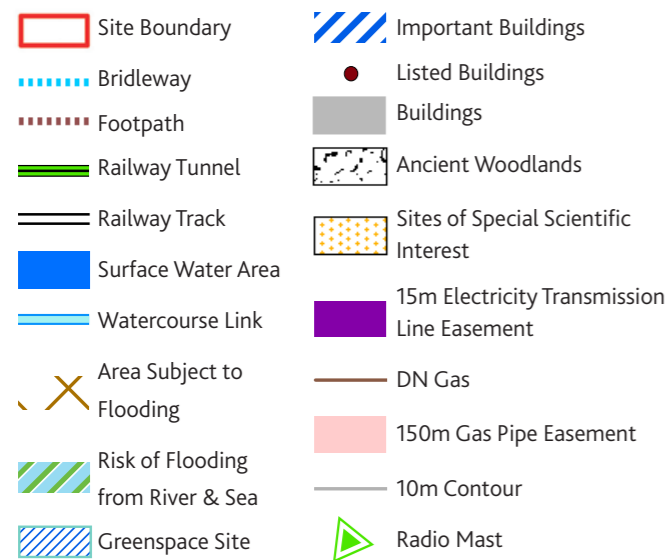 Site Boundary
Bridleway
Footpath
Railway Tunnel
Railway Track
Surface Water Area
Watercourse Link
Area Subject to
Flooding
Risk of Flooding
from River & Sea
Greenspace Site
Important Buildings
Listed Buildings
Buildings
Ancient Woodlands
Sites of Special Scientific
Interest
15m Electricity Transmission
Line Easement
DN Gas
150m Gas Pipe Easement
10m Contour
Radio Mast